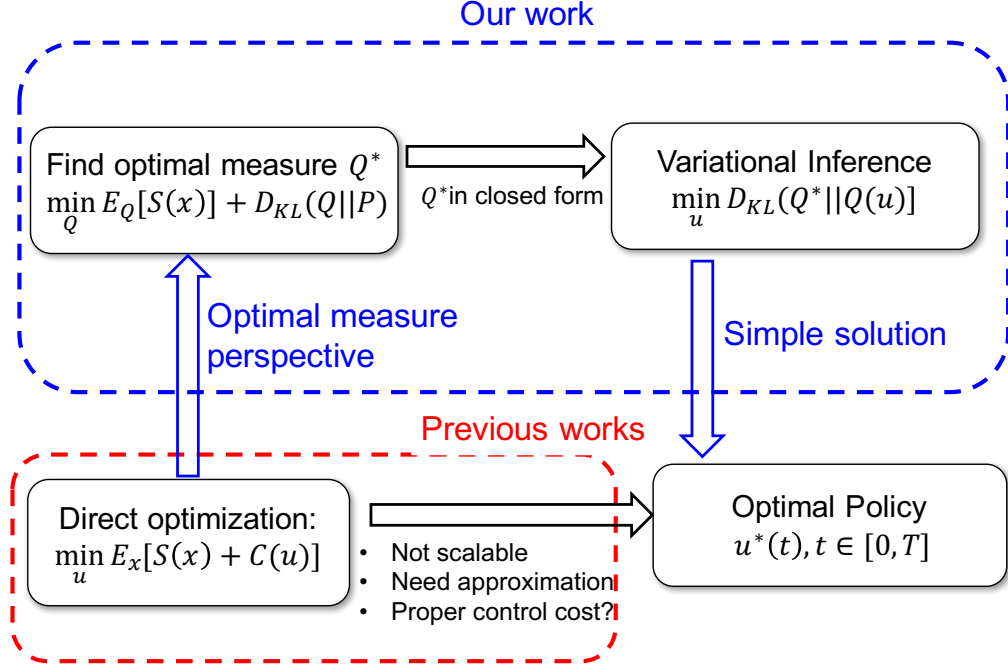 Our work
Find optimal measure Q*
min_Q E_Q[S(x)] + D_KL(Q||P)
Q*in closed form
Variational Inference
min_u D_KL(Q*||Q(u)]
Optimal measure
perspective
Simple solution
Previous works
Direct optimization:
min_u E_x[S(x) + C(u)]
• Not scalable
• Need approximation
• Proper control cost?
Optimal Policy
u*(t), t ∈ [0, T]